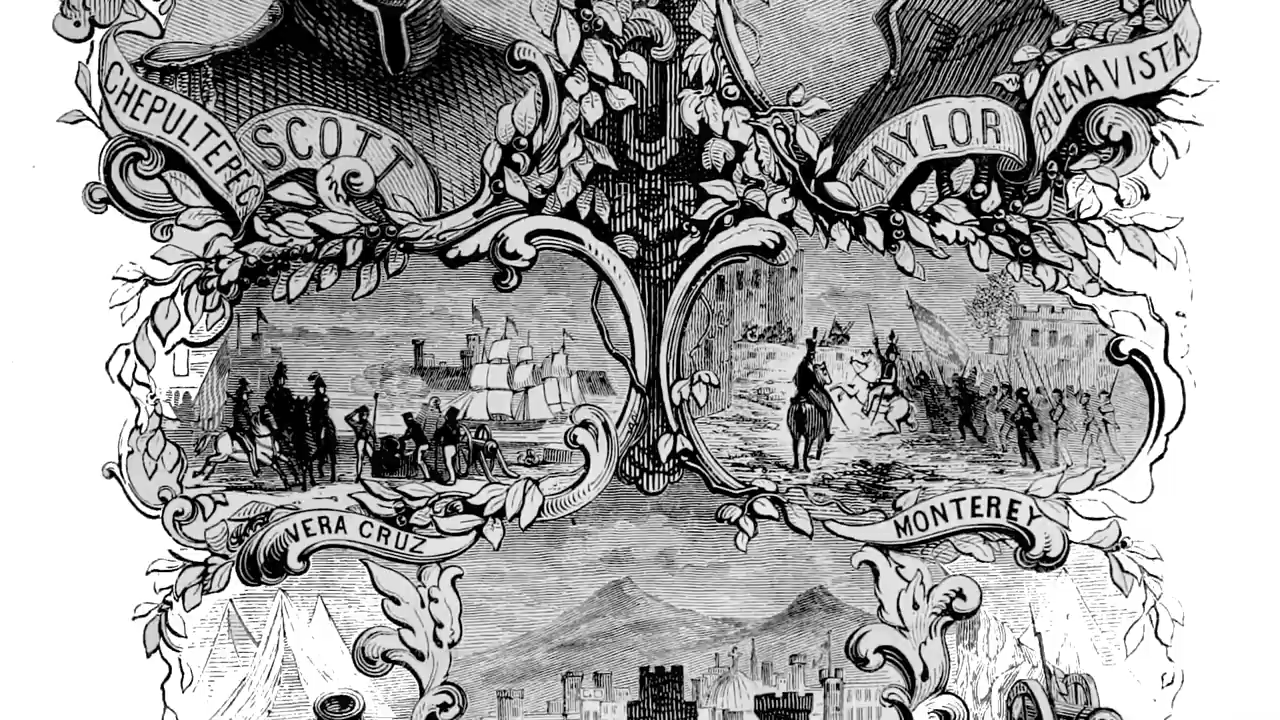 CHEPULTEPEC
SCOTT
TAYLOR
BUENA VISTA
VERA CRUZ
MONTEREY